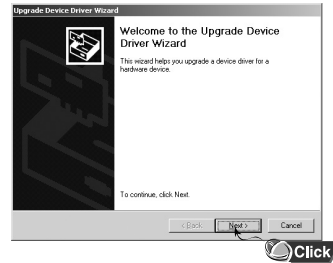 Upgrade Device Driver Wizard
Welcome to the Upgrade Device
Driver Wizard
This wizard helps you upgrade a device driver for a
hardware device.
To continue, click Next.
< Back
Next >
Cancel
Click